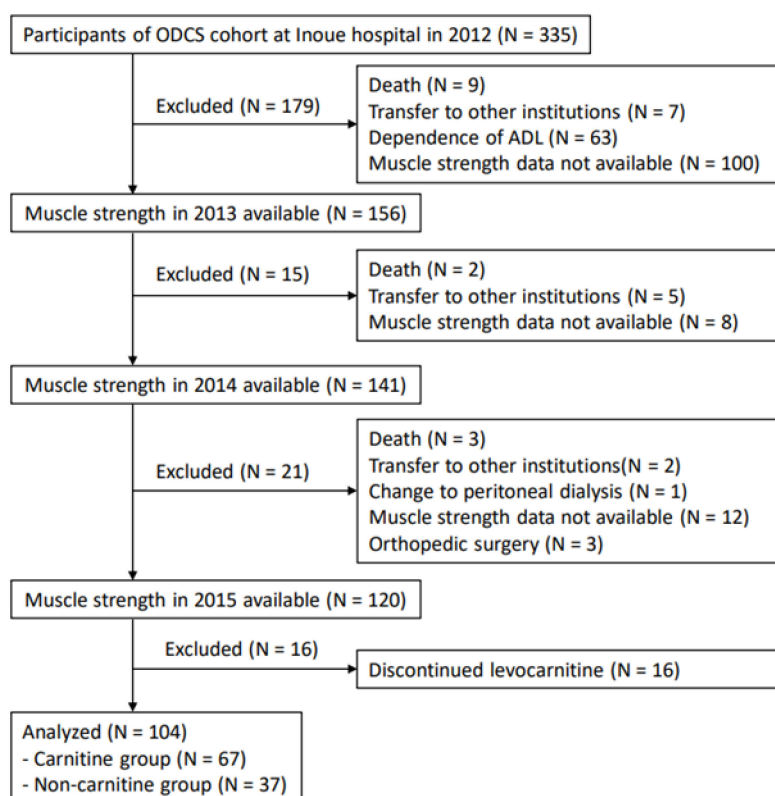 Participants of ODCS cohort at Inoue hospital in 2012 (N = 335)
Excluded (N = 179)
Death (N = 9)
Transfer to other institutions (N = 7)
Dependence of ADL (N = 63)
Muscle strength data not available (N = 100)
Muscle strength in 2013 available (N = 156)
Excluded (N = 15)
Death (N = 2)
Transfer to other institutions (N = 5)
Muscle strength data not available (N = 8)
Muscle strength in 2014 available (N = 141)
Excluded (N = 21)
Death (N = 3)
Transfer to other institutions(N = 2)
Change to peritoneal dialysis (N = 1)
Muscle strength data not available (N = 12)
Orthopedic surgery (N = 3)
Muscle strength in 2015 available (N = 120)
Excluded (N = 16)
Discontinued levocarnitine (N = 16)
Analyzed (N = 104)
- Carnitine group (N = 67)
- Non-carnitine group (N = 37)